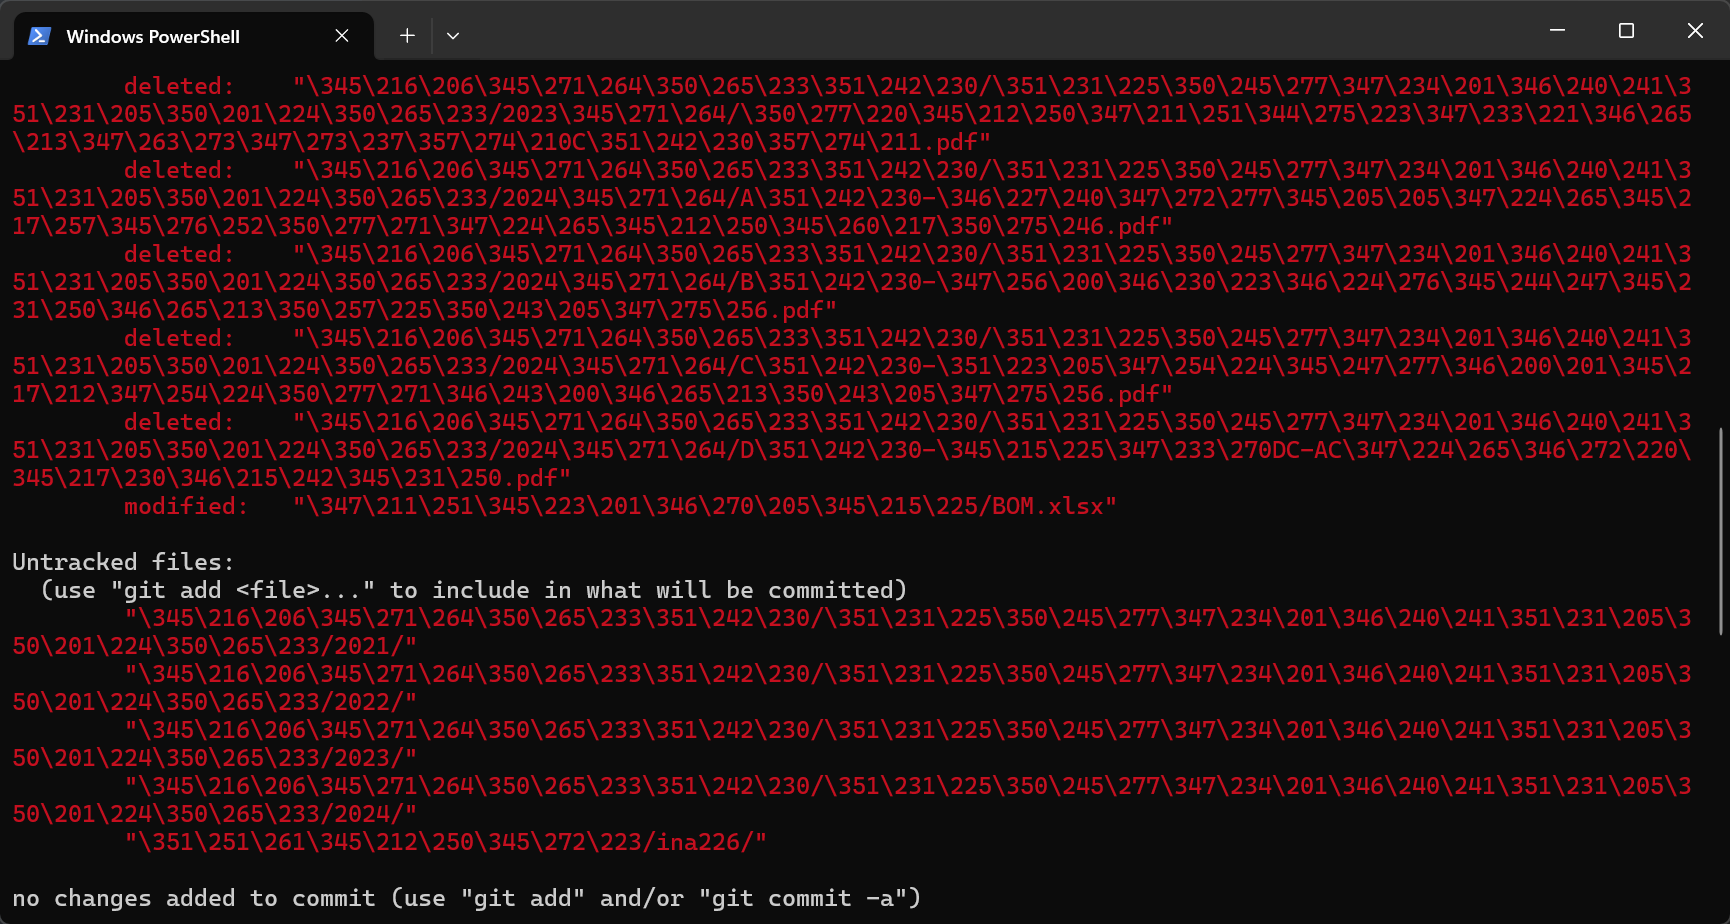 Windows PowerShell
deleted:    "\345\216\206\345\271\264\350\265\233\351\242\230/\351\231\225\350\245\277\347\234\201\346\240\241\3
51\231\205\350\201\224\350\265\233/2023\345\271\264/\350\277\220\345\212\250\347\211\251\344\275\223\347\233\221\346\265
\213\347\263\273\347\273\237\357\274\210C\351\242\230\357\274\211.pdf"
deleted:    "\345\216\206\345\271\264\350\265\233\351\242\230/\351\231\225\350\245\277\347\234\201\346\240\241\3
51\231\205\350\201\224\350\265\233/2024\345\271\264/A\351\242\230-\346\227\240\347\272\277\345\205\205\347\224\265\345\2
17\257\345\276\252\350\277\271\347\224\265\345\212\250\345\260\217\350\275\246.pdf"
deleted:    "\345\216\206\345\271\264\350\265\233\351\242\230/\351\231\225\350\245\277\347\234\201\346\240\241\3
51\231\205\350\201\224\350\265\233/2024\345\271\264/B\351\242\230-\347\256\200\346\230\223\346\224\276\345\244\247\345\2
31\250\346\265\213\350\257\225\350\243\205\347\275\256.pdf"
deleted:    "\345\216\206\345\271\264\350\265\233\351\242\230/\351\231\225\350\245\277\347\234\201\346\240\241\3
51\231\205\350\201\224\350\265\233/2024\345\271\264/C\351\242\230-\351\223\205\347\254\224\345\247\277\346\200\201\345\2
17\212\347\254\224\350\277\271\346\243\200\346\265\213\350\243\205\347\275\256.pdf"
deleted:    "\345\216\206\345\271\264\350\265\233\351\242\230/\351\231\225\350\245\277\347\234\201\346\240\241\3
51\231\205\350\201\224\350\265\233/2024\345\271\264/D\351\242\230-\345\215\225\347\233\270DC-AC\347\224\265\346\272\220\
345\217\230\346\215\242\345\231\250.pdf"
modified:   "\347\211\251\345\223\201\346\270\205\345\215\225/BOM.xlsx"
Untracked files:
(use "git add <file>..." to include in what will be committed)
"\345\216\206\345\271\264\350\265\233\351\242\230/\351\231\225\350\245\277\347\234\201\346\240\241\351\231\205\3
50\201\224\350\265\233/2021/"
"\345\216\206\345\271\264\350\265\233\351\242\230/\351\231\225\350\245\277\347\234\201\346\240\241\351\231\205\3
50\201\224\350\265\233/2022/"
"\345\216\206\345\271\264\350\265\233\351\242\230/\351\231\225\350\245\277\347\234\201\346\240\241\351\231\205\3
50\201\224\350\265\233/2023/"
"\345\216\206\345\271\264\350\265\233\351\242\230/\351\231\225\350\245\277\347\234\201\346\240\241\351\231\205\3
50\201\224\350\265\233/2024/"
"\351\251\261\345\212\250\345\272\223/ina226/"
no changes added to commit (use "git add" and/or "git commit -a")